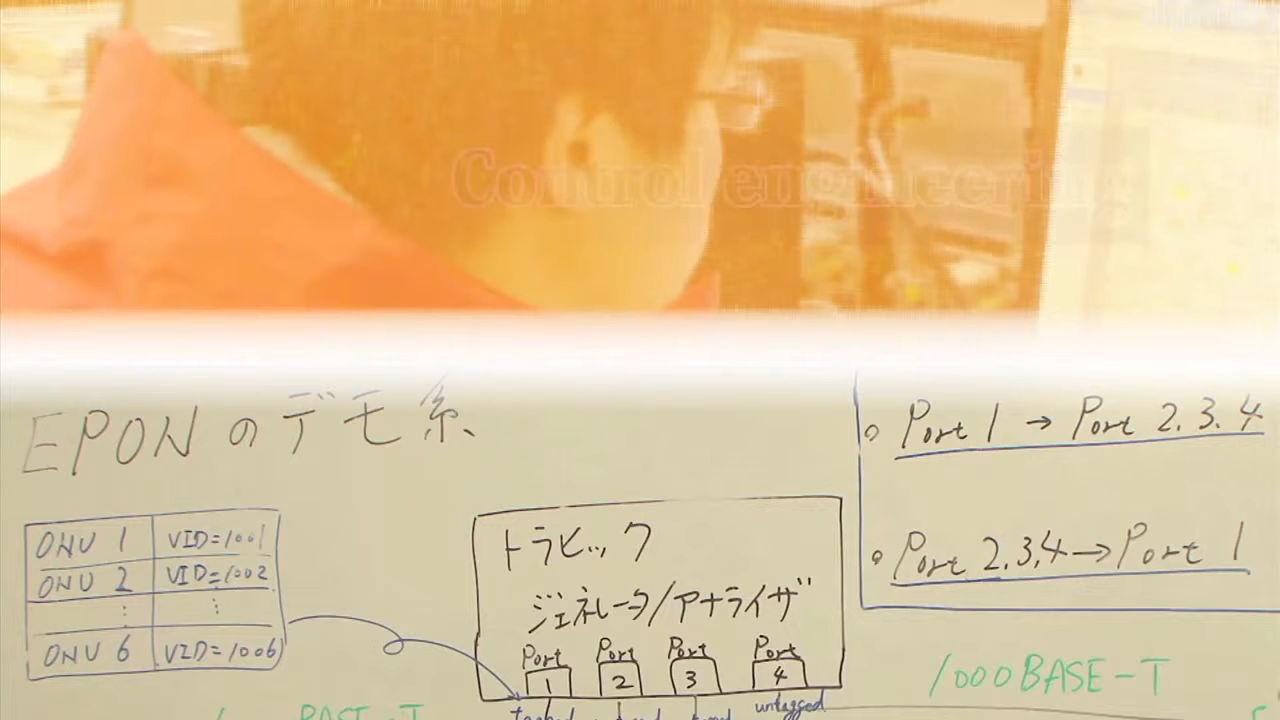 Control engineering
EPONのデモ系
Port 1 → Port 2.3.4
Port 2.3.4→Port 1
ONU 1 VID=1001
ONU 2 VID=1002
⋮ ⋮
ONU 6 VID=1006
トラヒック
ジェネレータ/アナライザ
Port Port Port Port
1 2 3 4
untagged
1000BASE-T
BASE-T